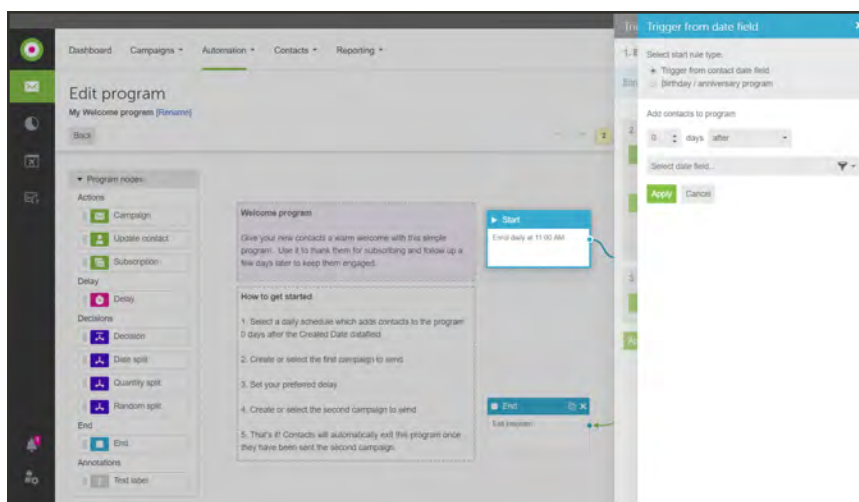 Dashboard
Campaigns
Automation
Contacts
Reporting
Edit program
My Welcome program [Rename]
Back
2
Program nodes
Actions
Campaign
Update contact
Subscription
Delay
Delay
Decisions
Decision
Date split
Quantity split
Random split
End
End
Annotations
Text label
Welcome program
Give your new contacts a warm welcome with this simple
program. Use it to thank them for subscribing and follow up a
few days later to keep them engaged.
How to get started
1. Select a daily schedule which adds contacts to the program
0 days after the Created Date datafield.
2. Create or select the first campaign to send
3. Set your preferred delay
4. Create or select the second campaign to send
5. That's it! Contacts will automatically exit this program once
they have been sent the second campaign.
Start
Enrol daily at 11:00 AM
End
Exit program
1. E
2
3
Trigger from date field
Select start rule type:
Trigger from contact date field
Birthday / anniversary program
Add contacts to program
0 days after
Select date field...
Apply Cancel